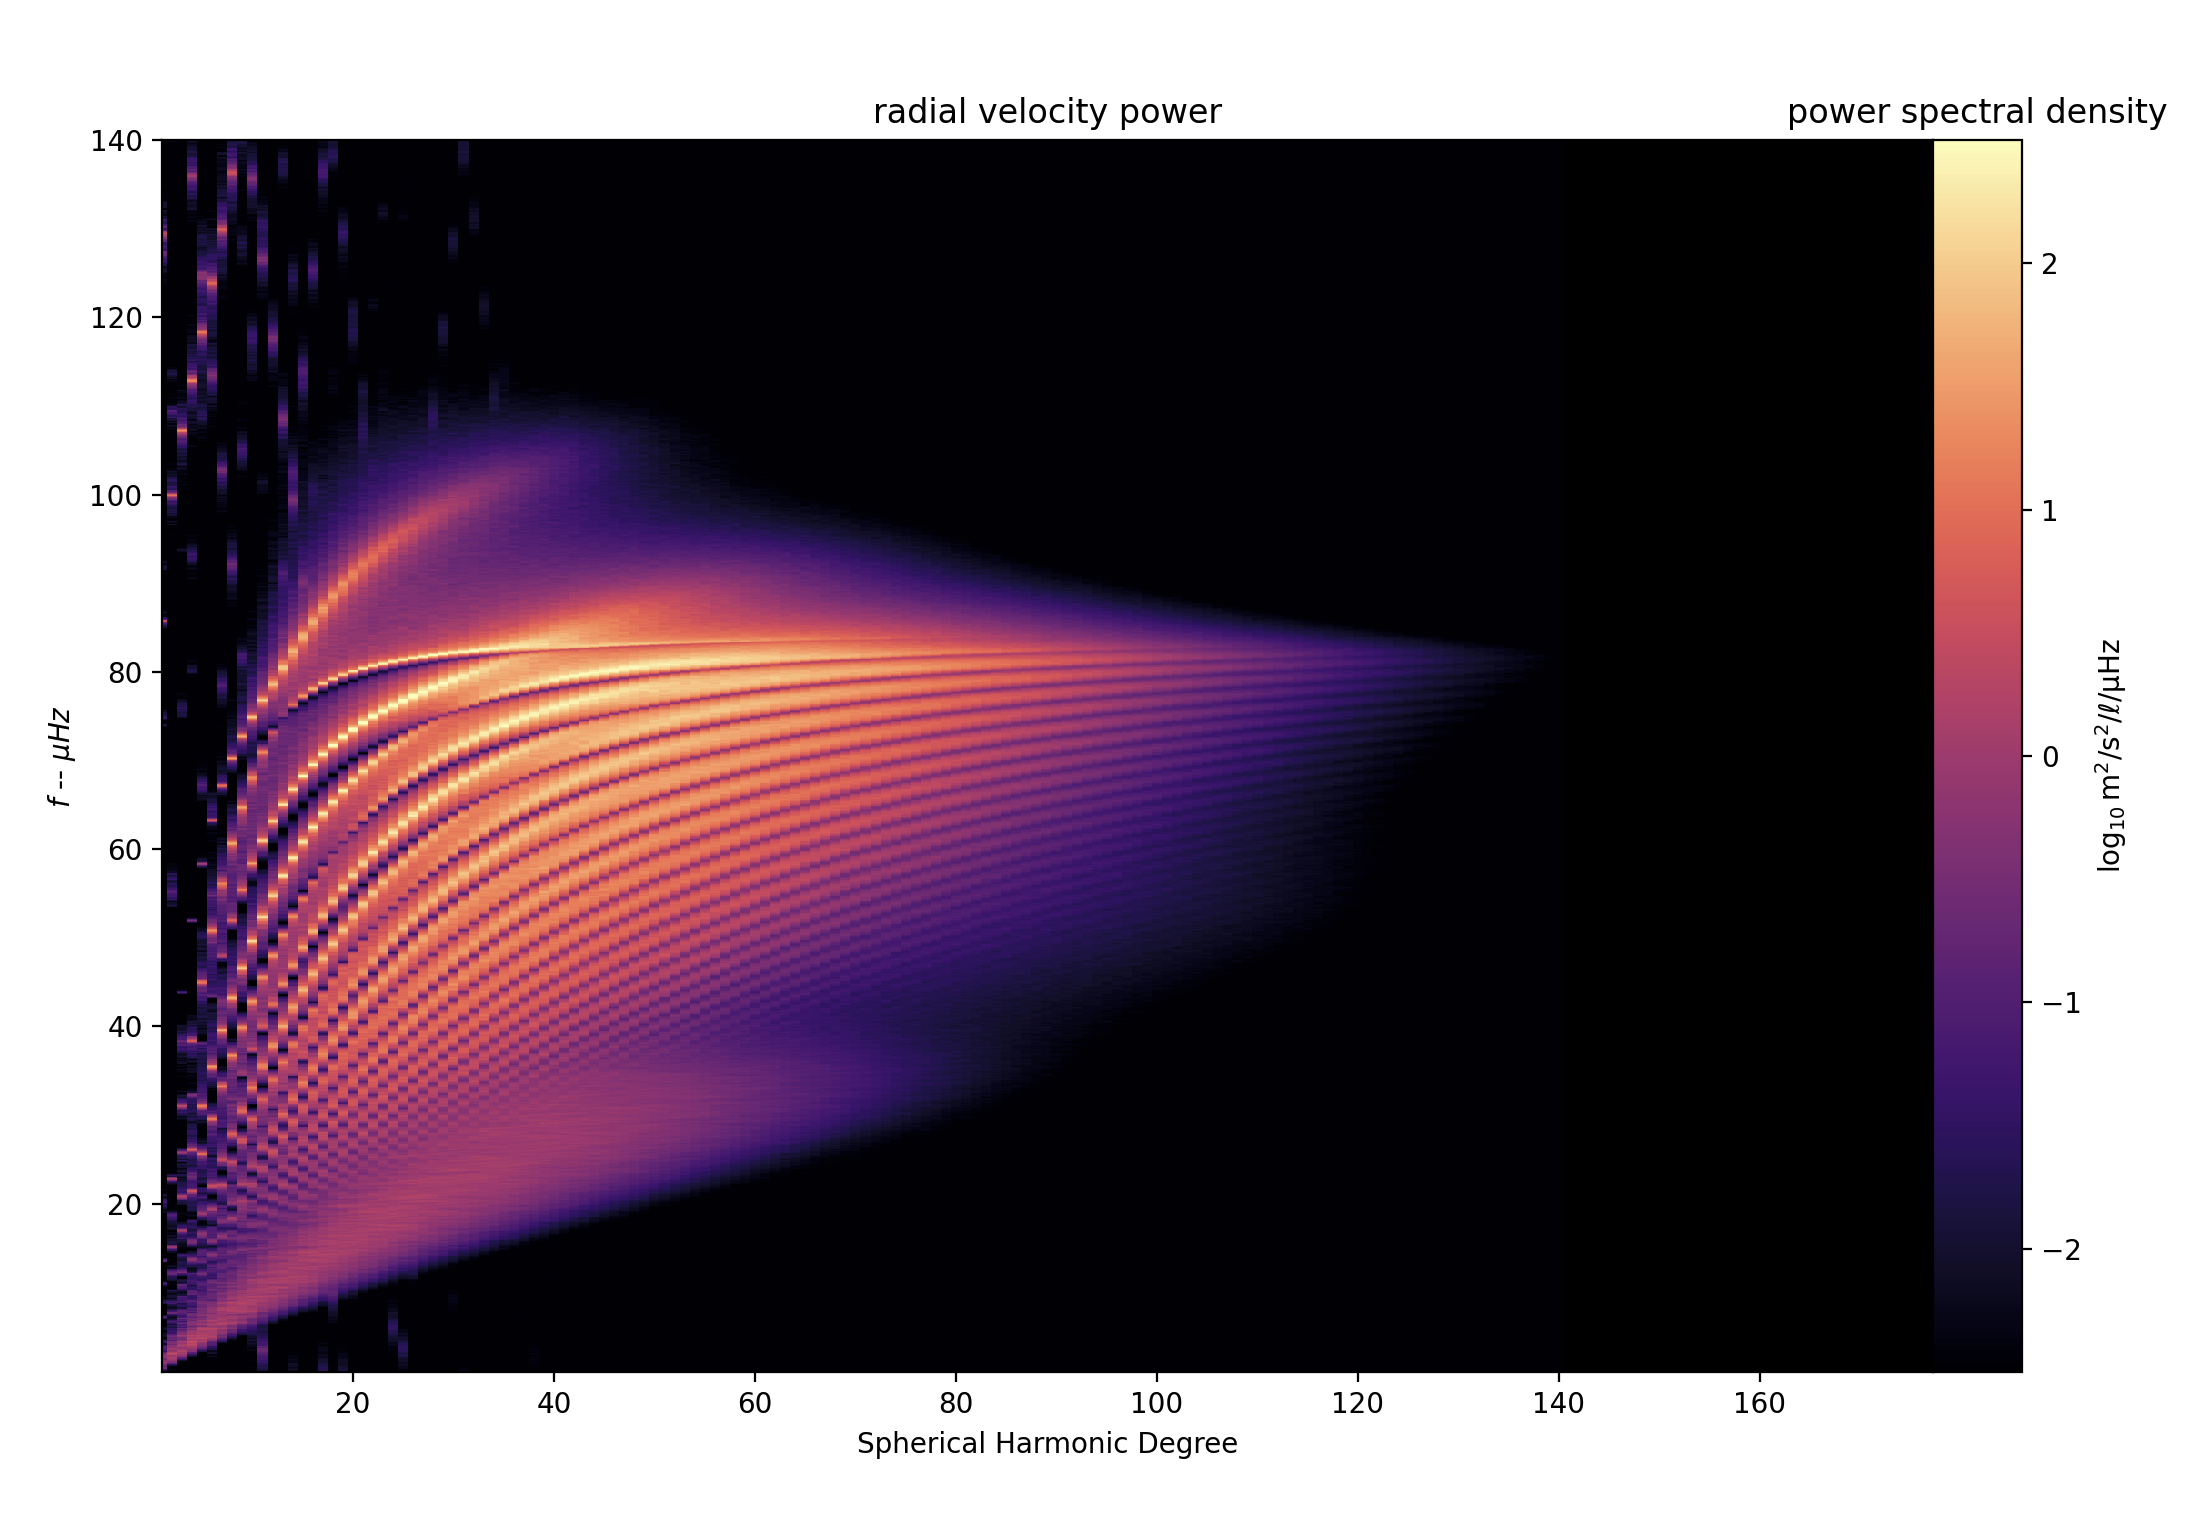 radial velocity power
power spectral density
140
120
100
80
60
40
20
f -- μHz
20 40 60 80 100 120 140 160
Spherical Harmonic Degree
2
1
0
−1
−2
log₁₀ m²/s²/ℓ/μHz